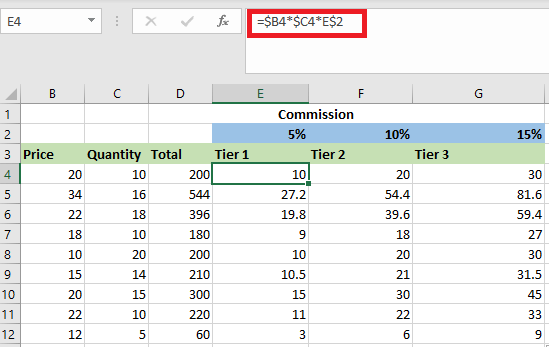 E4 fx =$B4*$C4*E$2
B C D E F G
1 Commission
2 5% 10% 15%
3 Price Quantity Total Tier 1 Tier 2 Tier 3
4 20 10 200 10 20 30
5 34 16 544 27.2 54.4 81.6
6 22 18 396 19.8 39.6 59.4
7 18 10 180 9 18 27
8 10 20 200 10 20 30
9 15 14 210 10.5 21 31.5
10 20 15 300 15 30 45
11 22 10 220 11 22 33
12 12 5 60 3 6 9